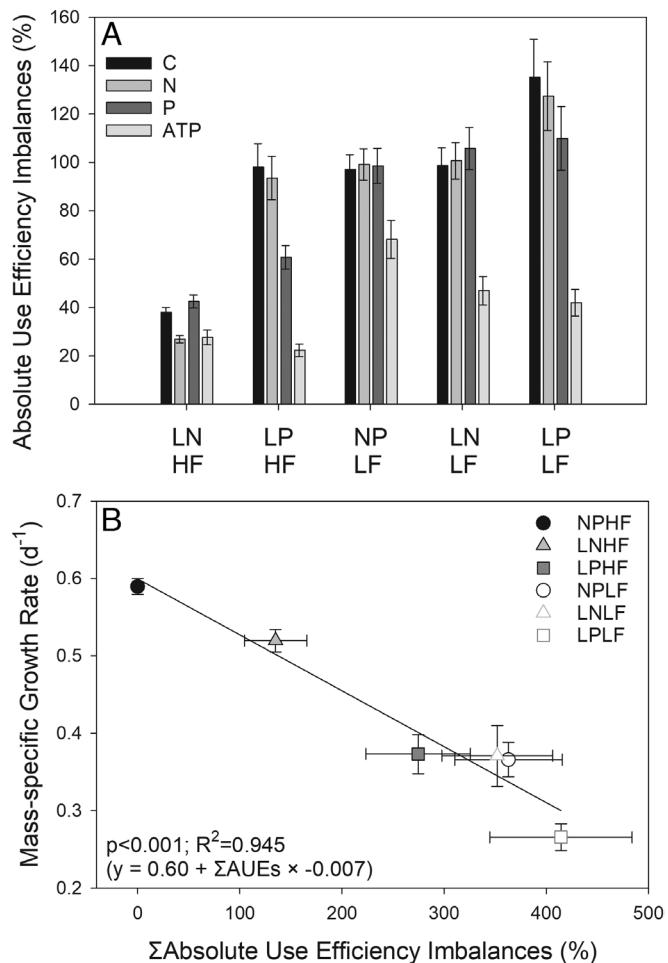 A
Absolute Use Efficiency Imbalances (%)
160
140
120
100
80
60
40
20
0
C
N
P
ATP
LN LP NP LN LP
HF HF LF LF LF
B
Mass-specific Growth Rate (d⁻¹)
0.7
0.6
0.5
0.4
0.3
0.2
NPHF
LNHF
LPHF
NPLF
LNLF
LPLF
p<0.001; R²=0.945
(y = 0.60 + ΣAUEs × -0.007)
0 100 200 300 400 500
ΣAbsolute Use Efficiency Imbalances (%)